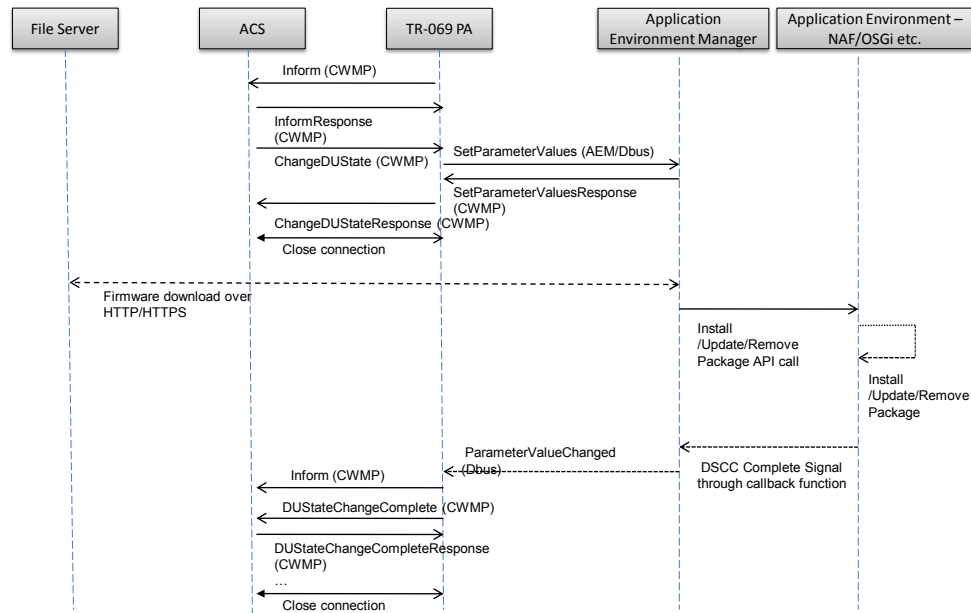 File Server
ACS
TR-069 PA
Application
Environment Manager
Application Environment –
NAF/OSGi etc.
Inform (CWMP)
InformResponse
(CWMP)
ChangeDUState (CWMP)
SetParameterValues (AEM/Dbus)
SetParameterValuesResponse
(CWMP)
ChangeDUStateResponse (CWMP)
Close connection
Firmware download over
HTTP/HTTPS
Install
/Update/Remove
Package API call
Install
/Update/Remove
Package
ParameterValueChanged
(Dbus)
DSCC Complete Signal
through callback function
Inform (CWMP)
DUStateChangeComplete (CWMP)
DUStateChangeCompleteResponse
(CWMP)
…
Close connection